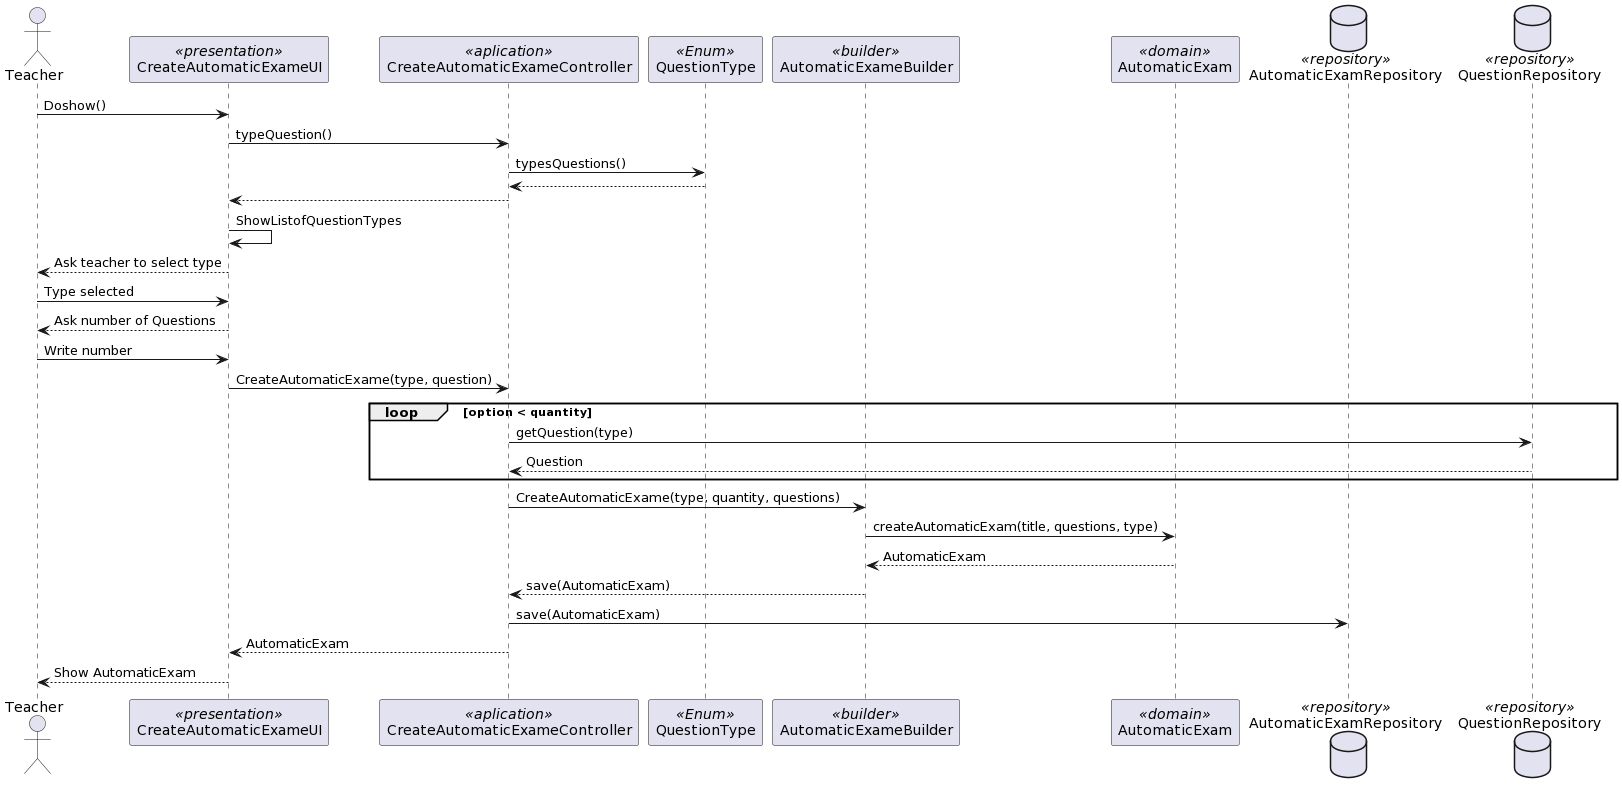 Teacher
«presentation»
CreateAutomaticExameUI
«aplication»
CreateAutomaticExameController
«Enum»
QuestionType
«builder»
AutomaticExameBuilder
«domain»
AutomaticExam
«repository»
AutomaticExamRepository
«repository»
QuestionRepository
Doshow()
typeQuestion()
typesQuestions()
ShowListofQuestionTypes
Ask teacher to select type
Type selected
Ask number of Questions
Write number
CreateAutomaticExame(type, question)
loop [option < quantity]
getQuestion(type)
Question
CreateAutomaticExame(type, quantity, questions)
createAutomaticExam(title, questions, type)
AutomaticExam
save(AutomaticExam)
save(AutomaticExam)
AutomaticExam
Show AutomaticExam
Teacher
«presentation»
CreateAutomaticExameUI
«aplication»
CreateAutomaticExameController
«Enum»
QuestionType
«builder»
AutomaticExameBuilder
«domain»
AutomaticExam
«repository»
AutomaticExamRepository
«repository»
QuestionRepository